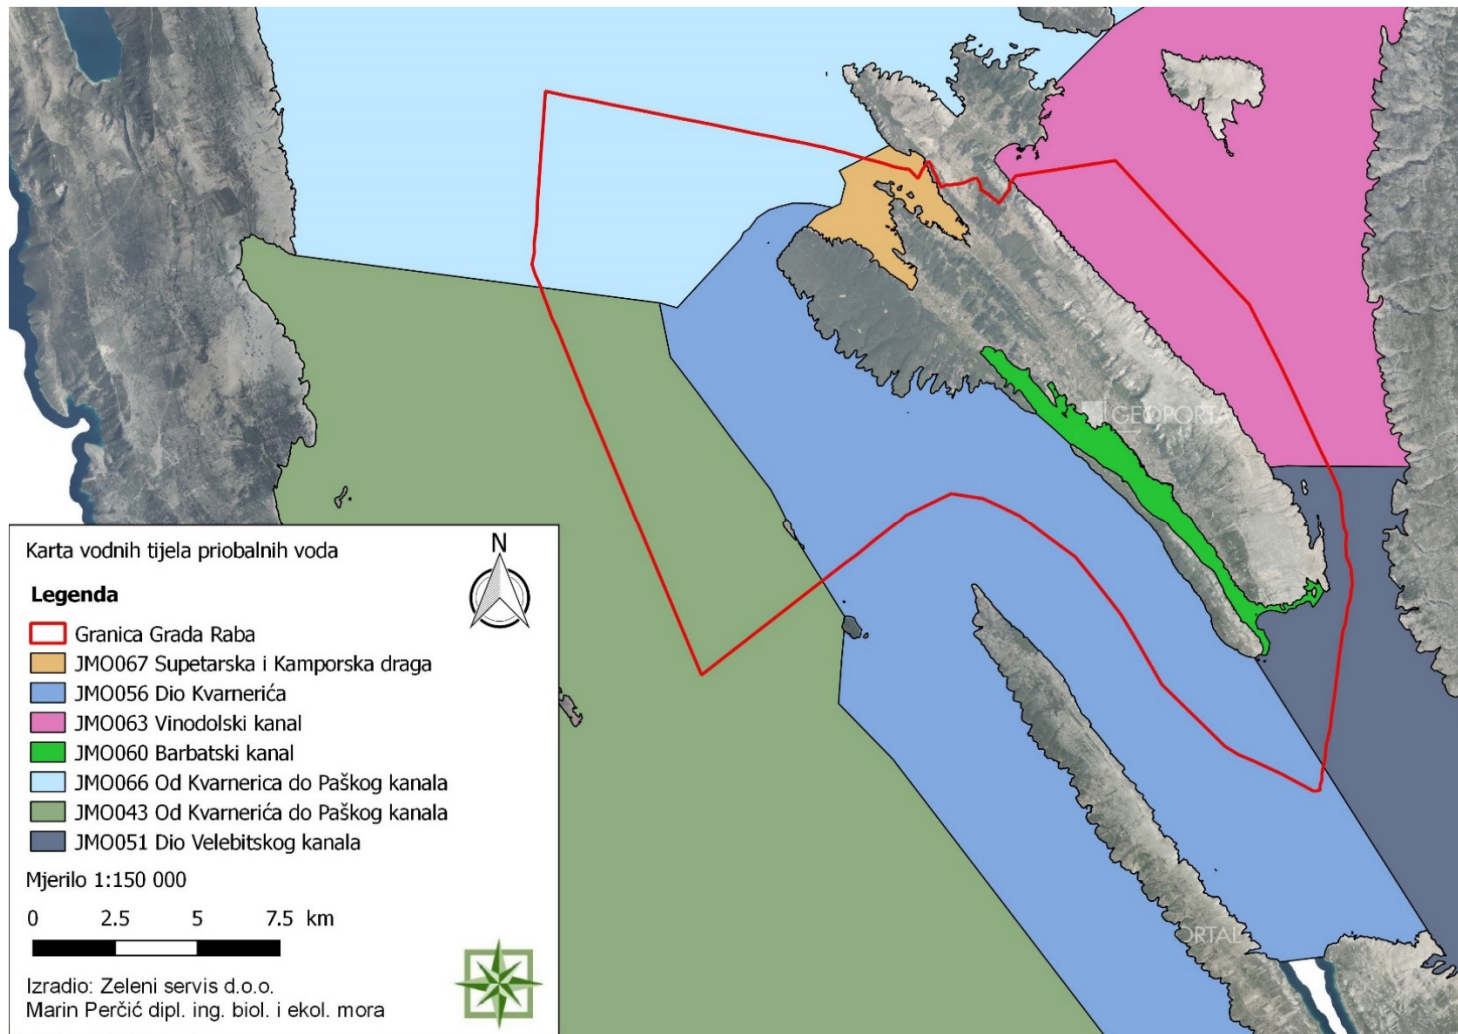 GEOPORTAL
Karta vodnih tijela priobalnih voda
N
Legenda
Granica Grada Raba
JMO067 Supetarska i Kamporska draga
JMO056 Dio Kvarnerića
JMO063 Vinodolski kanal
JMO060 Barbatski kanal
JMO066 Od Kvarnerica do Paškog kanala
JMO043 Od Kvarnerića do Paškog kanala
JMO051 Dio Velebitskog kanala
Mjerilo 1:150 000
0 2.5 5 7.5 km
PORTAL
Izradio: Zeleni servis d.o.o.
Marin Perčić dipl. ing. biol. i ekol. mora